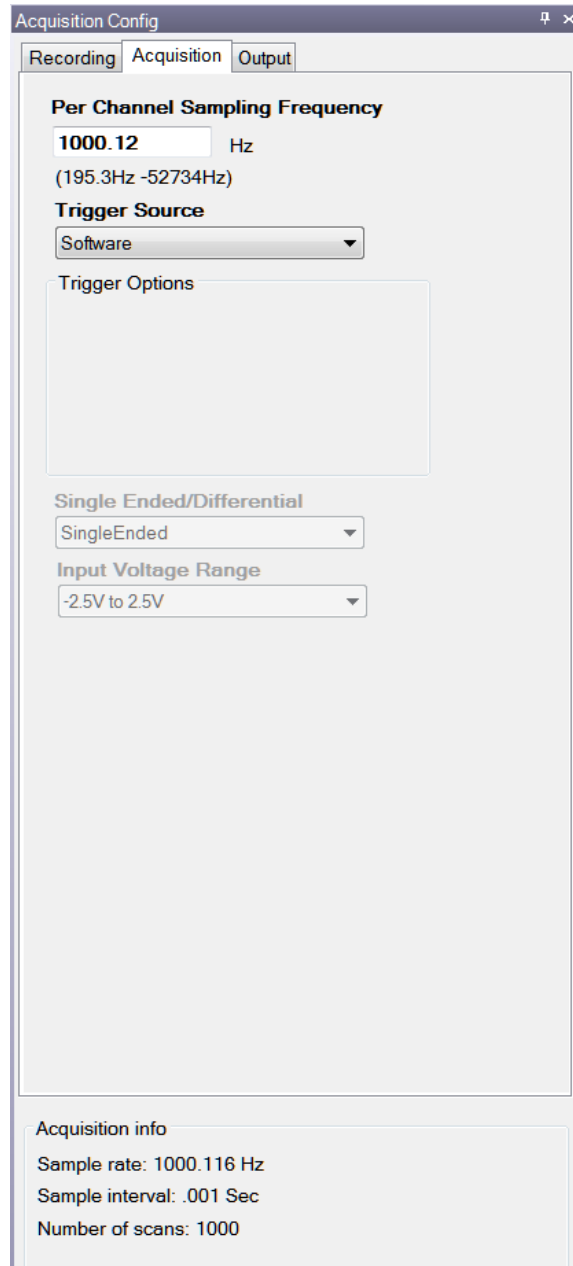 Acquisition Config
Recording Acquisition Output
Per Channel Sampling Frequency
1000.12 Hz
(195.3Hz -52734Hz)
Trigger Source
Software
Trigger Options
Single Ended/Differential
SingleEnded
Input Voltage Range
-2.5V to 2.5V
Acquisition info
Sample rate: 1000.116 Hz
Sample interval: .001 Sec
Number of scans: 1000